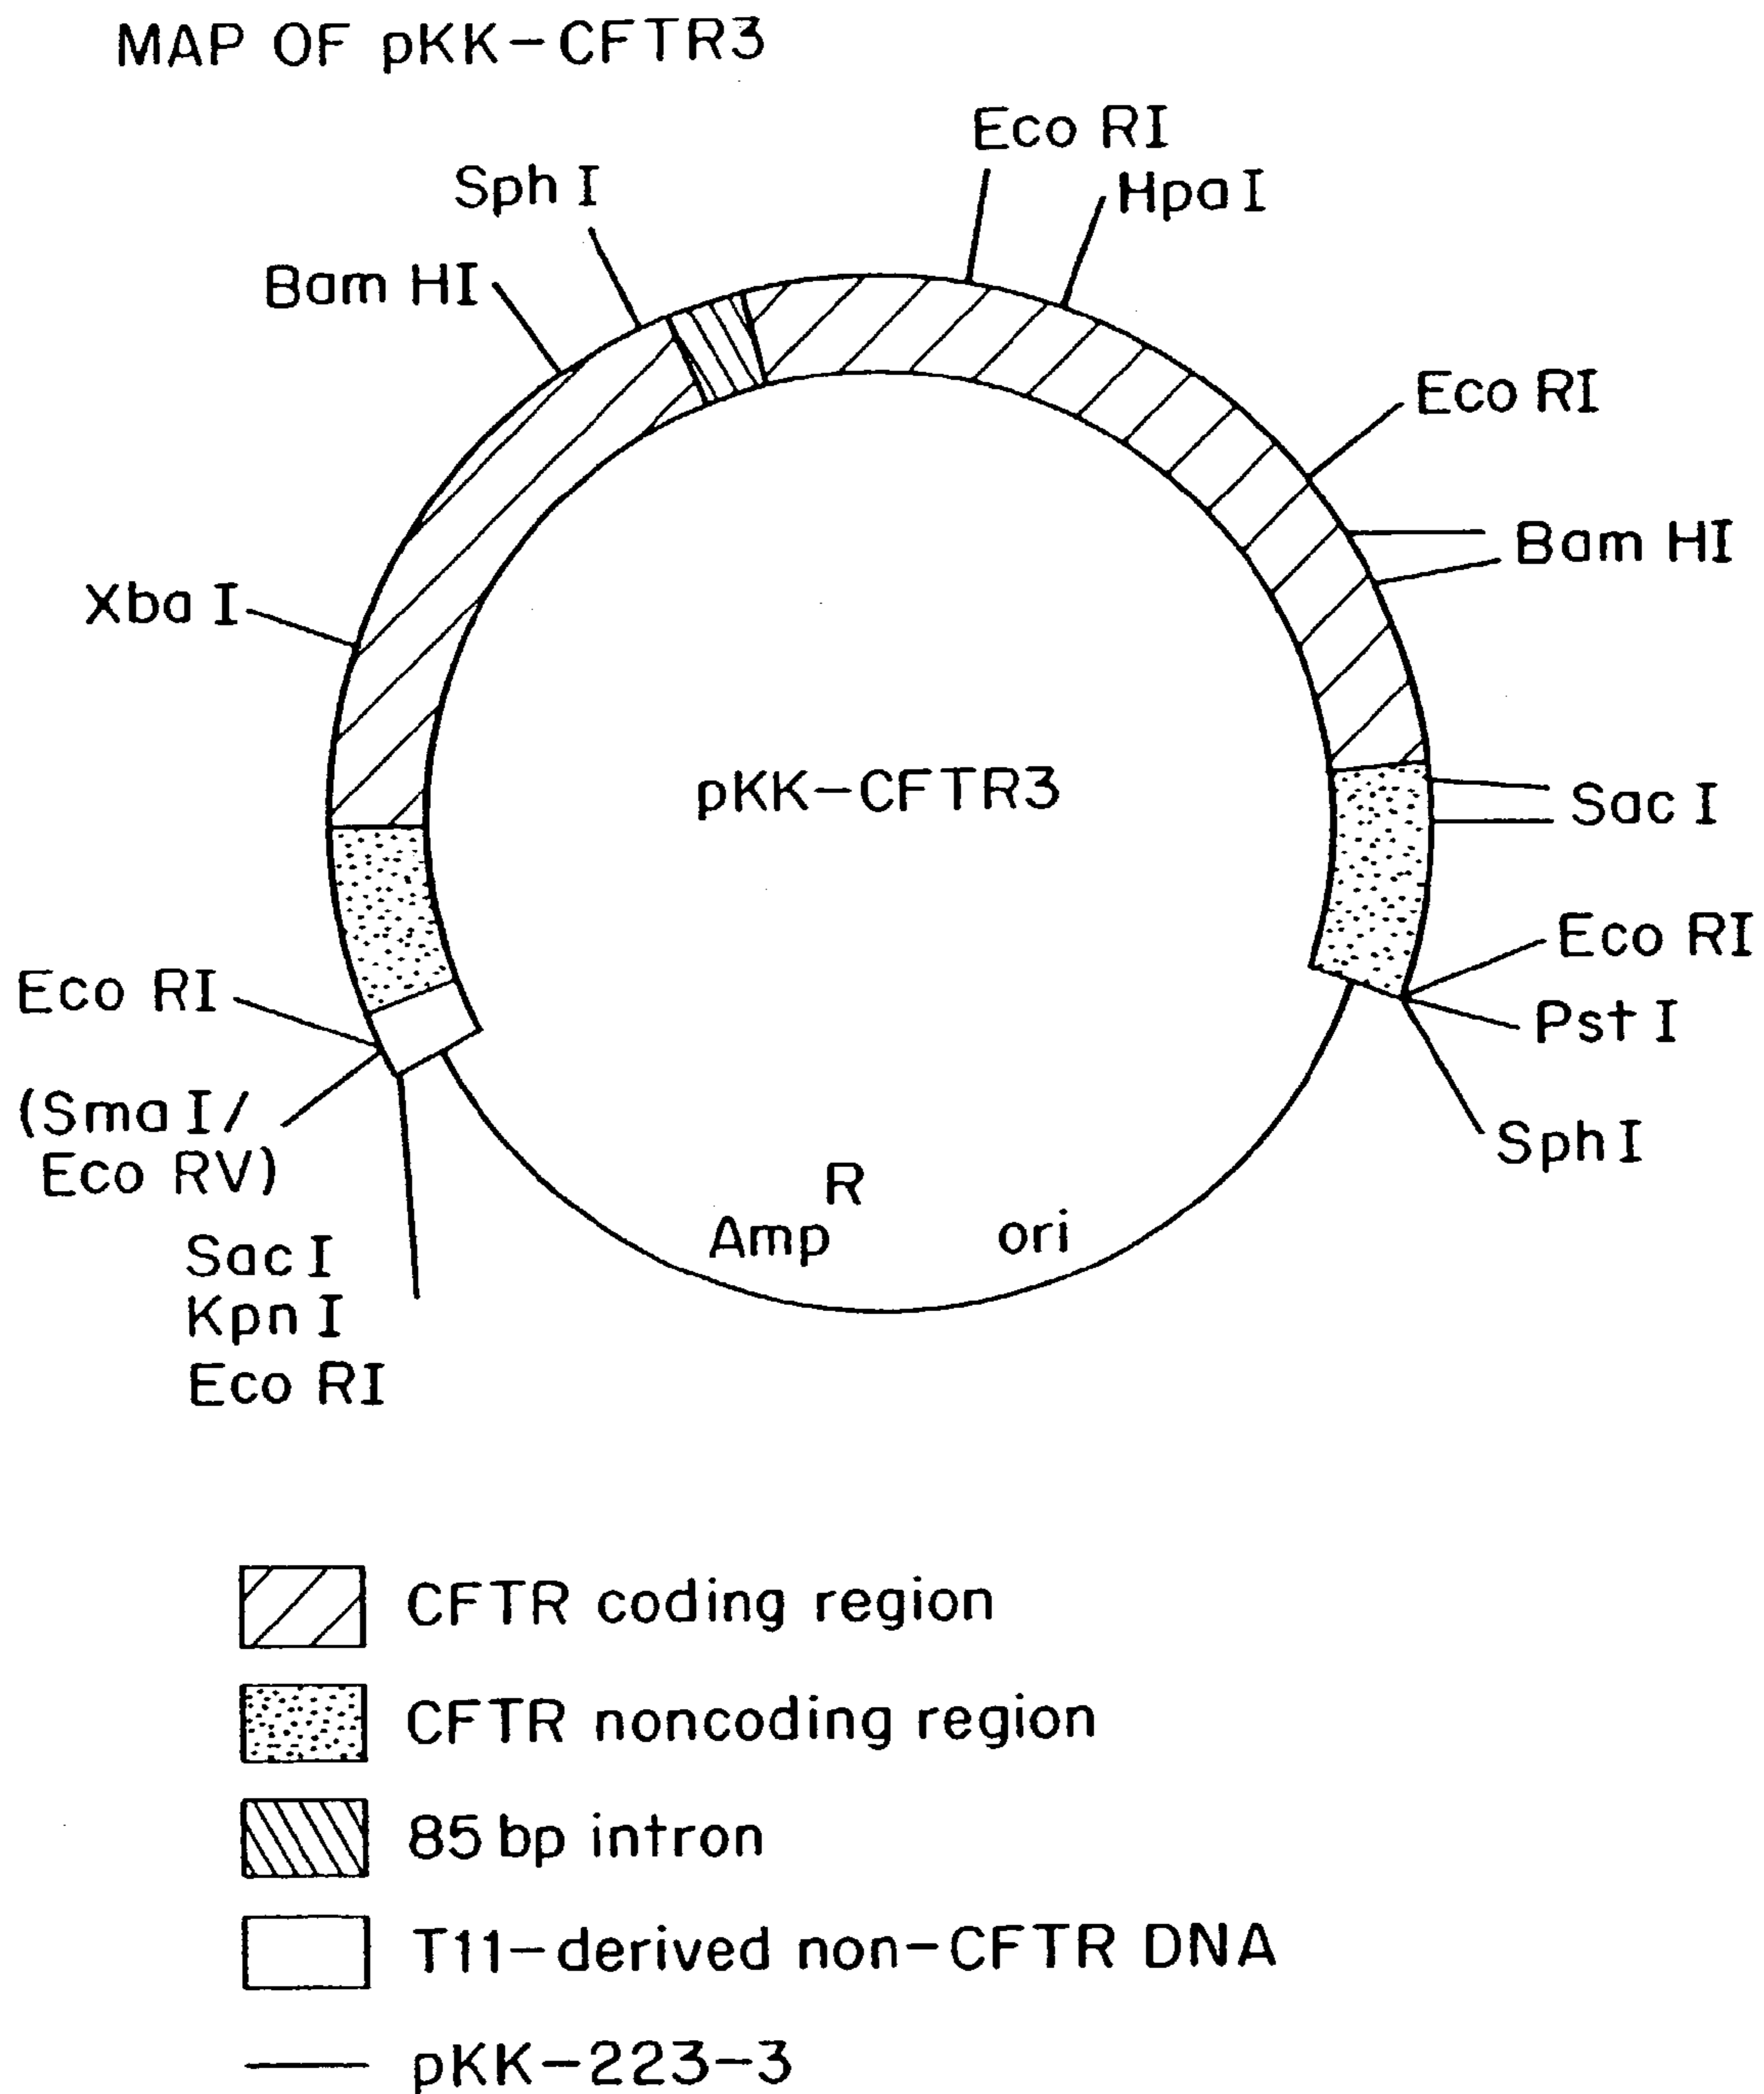 MAP OF pKK-CFTR3
Eco RI
Hpa I
Sph I
Bam HI
Eco RI
Bam HI
Xba I
pKK-CFTR3
Sac I
Eco RI
Pst I
Sph I
Eco RI
(Sma I/
Eco RV)
Sac I
Kpn I
Eco RI
R
Amp ori
CFTR coding region
CFTR noncoding region
85 bp intron
T11-derived non-CFTR DNA
pKK-223-3